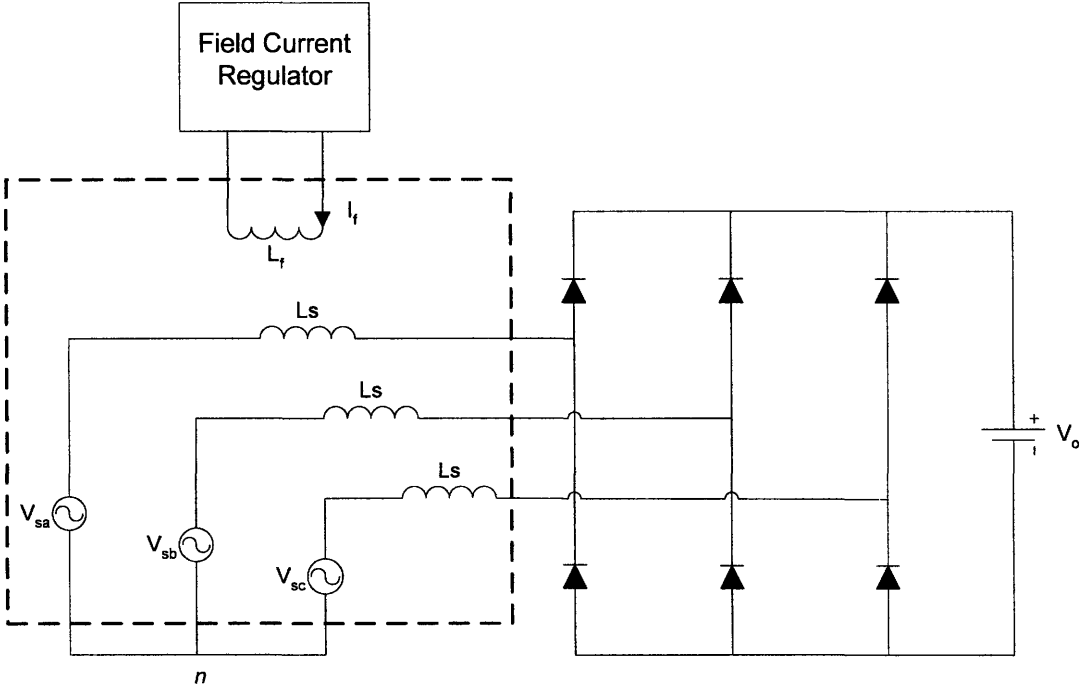 Field Current
Regulator
I_f
L_f
Ls
Ls
Ls
V_sa
V_sb
V_sc
+
V_o
n